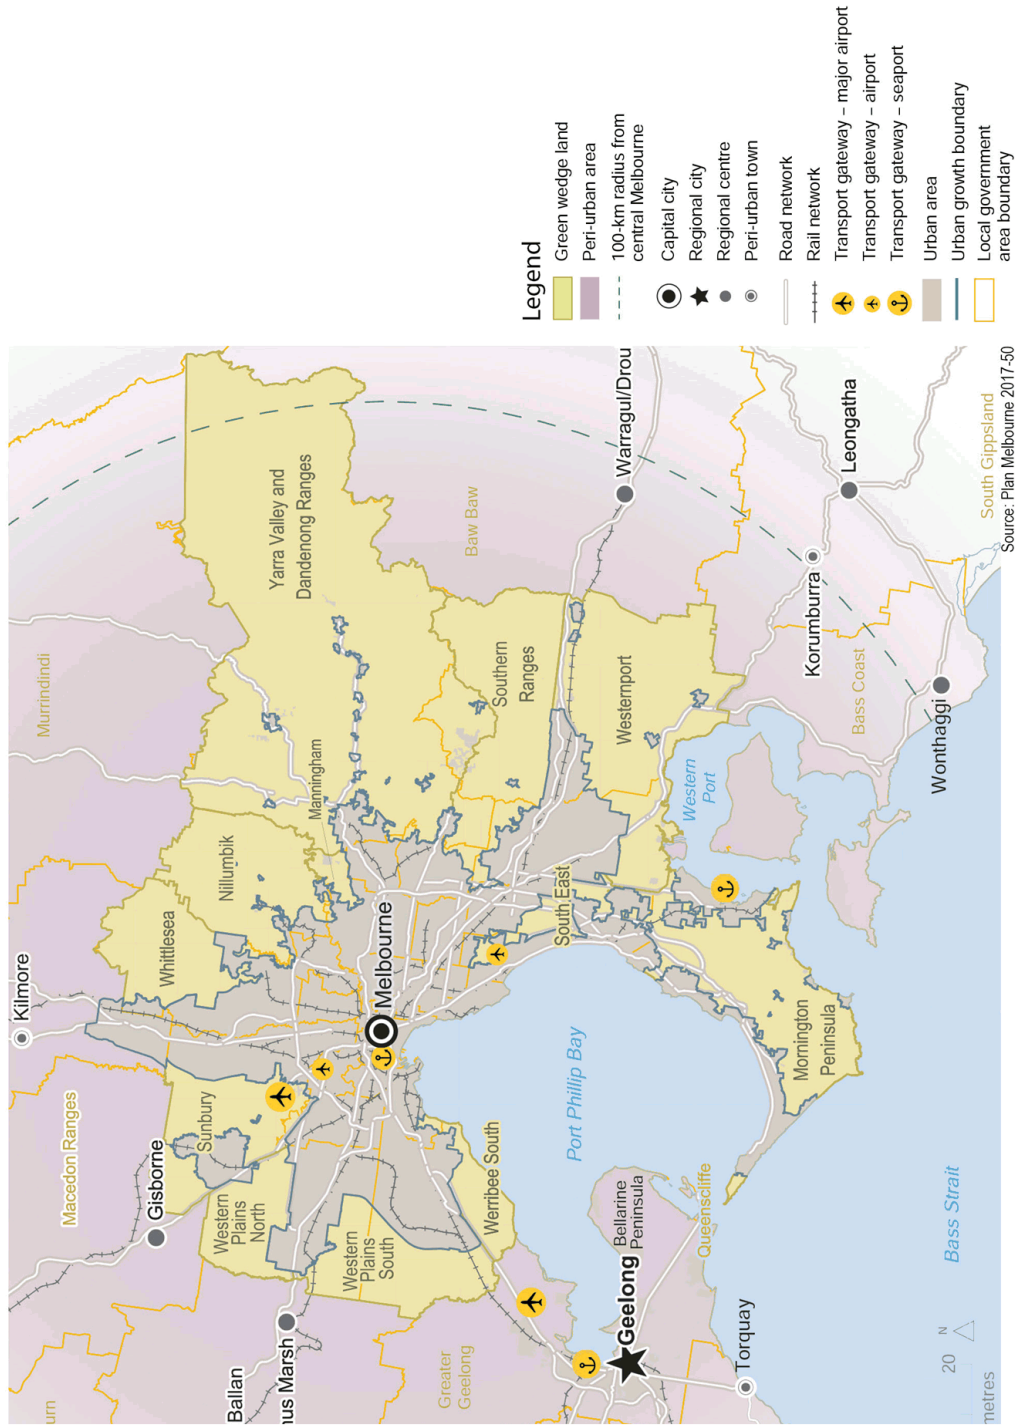 Kilmore
Macedon Ranges
Gisborne
Sunbury
Western
Plains
North
Western
Plains
South
Werribee South
Whittlesea
Nillumbik
Manningham
Murrindindi
Yarra Valley and
Dandenong Ranges
Baw Baw
Southern
Ranges
Westernport
South East
Melbourne
Port Phillip Bay
Western
Port
Mornington
Peninsula
Warragul/Drou
Leongatha
Korumburra
Wonthaggi
Bass Coast
South Gippsland
Ballan
us Marsh
urn
Greater
Geelong
Geelong
Bellarine
Peninsula
Queenscliffe
Torquay
Bass Strait
20
N
metres
Legend
Green wedge land
Peri-urban area
100-km radius from
central Melbourne
Capital city
Regional city
Regional centre
Peri-urban town
Road network
Rail network
Transport gateway – major airport
Transport gateway – airport
Transport gateway – seaport
Urban area
Urban growth boundary
Local government
area boundary
Source: Plan Melbourne 2017-50